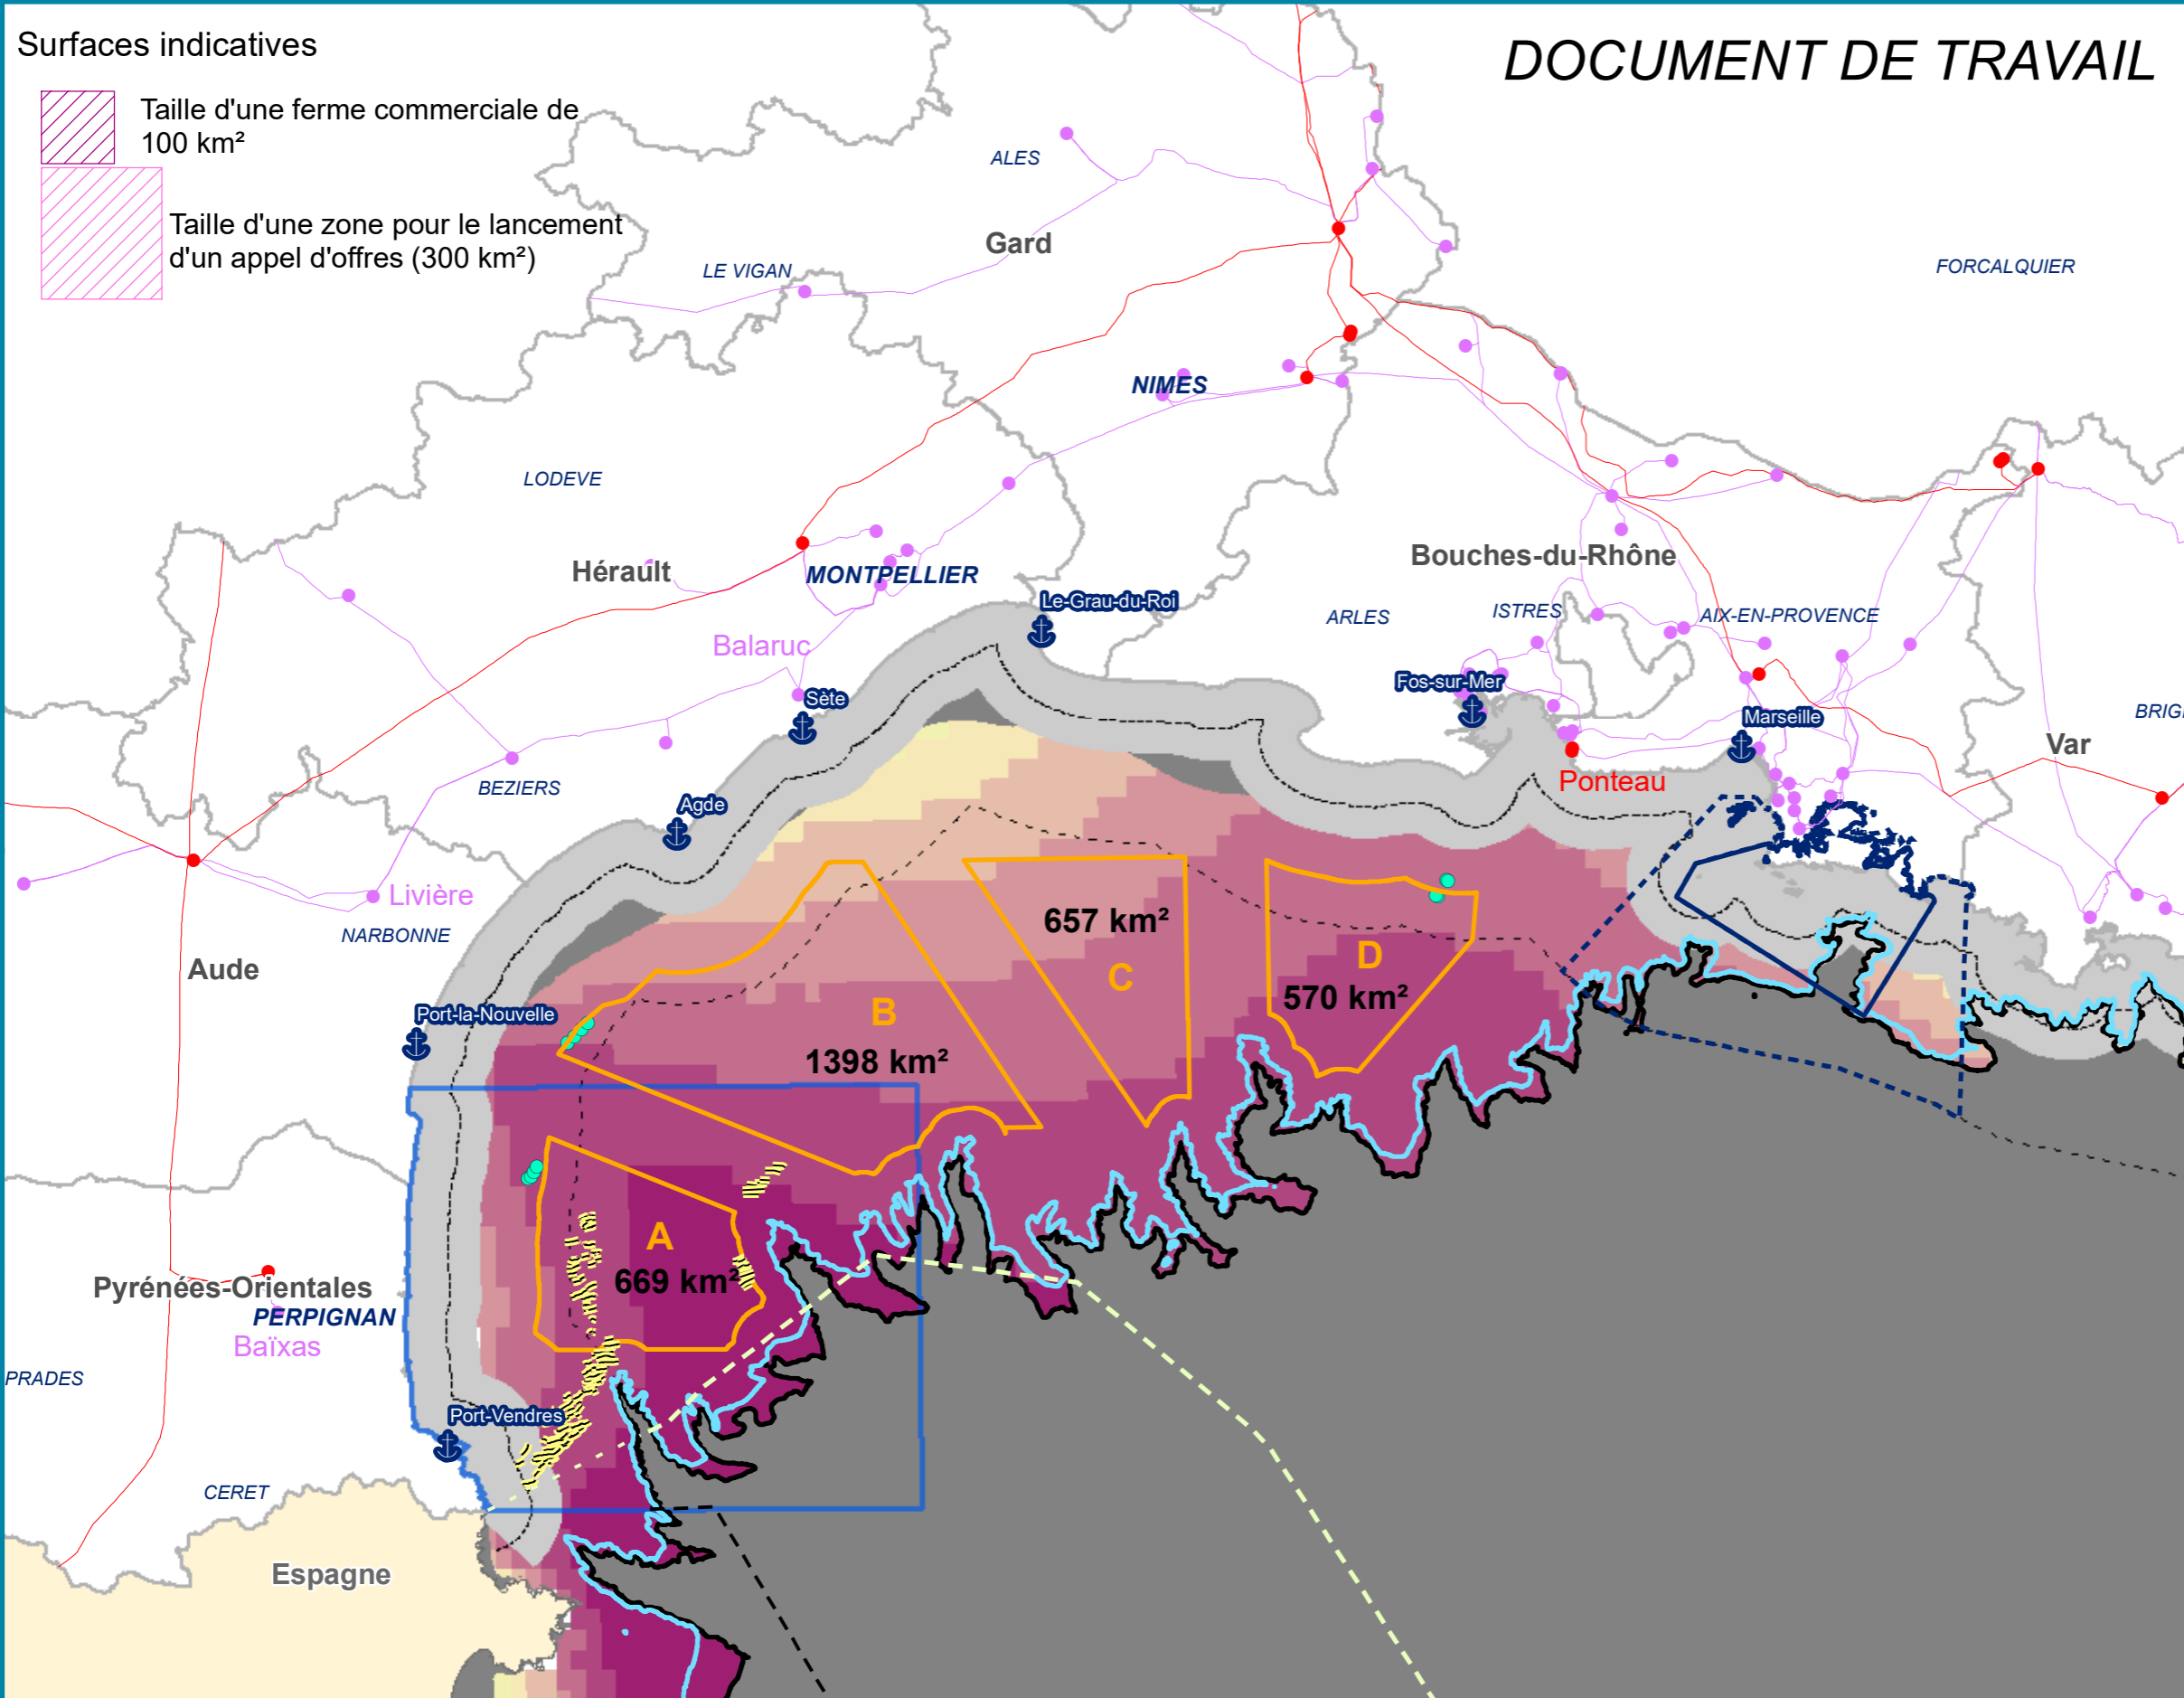 Surfaces indicatives
DOCUMENT DE TRAVAIL
Taille d'une ferme commerciale de
100 km²
Taille d'une zone pour le lancement
d'un appel d'offres (300 km²)
ALES
Gard
LE VIGAN
FORCALQUIER
NIMES
LODEVE
Hérault
MONTPELLIER
Bouches-du-Rhône
Le-Grau-du-Roi
ARLES
ISTRES
AIX-EN-PROVENCE
Balaruc
Sète
Fos-sur-Mer
Marseille
BRIG
Var
Ponteau
BEZIERS
Agde
Livière
NARBONNE
Aude
657 km²
C
D
570 km²
Port-la-Nouvelle
B
1398 km²
A
669 km²
Pyrénées-Orientales
PERPIGNAN
Baïxas
PRADES
Port-Vendres
CERET
Espagne